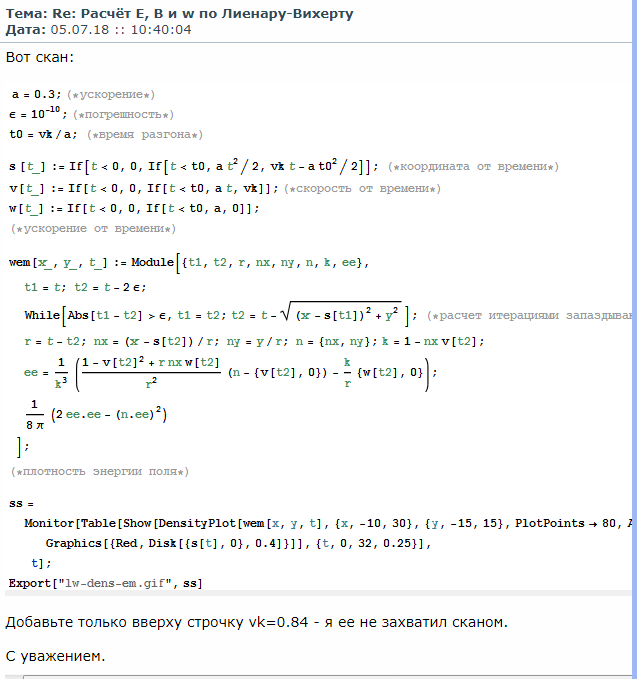 Тема: Re: Расчёт E, B и w по Лиенару-Вихерту
Дата: 05.07.18 :: 10:40:04
Вот скан:
a = 0.3; (*ускорение*)
ϵ = 10^-10; (*погрешность*)
t0 = vk / a; (*время разгона*)
s [t_] := If[t < 0, 0, If[t < t0, a t^2 / 2, vk t - a t0^2 / 2]]; (*координата от времени*)
v[t_] := If[t < 0, 0, If[t < t0, a t, vk]]; (*скорость от времени*)
w[t_] := If[t < 0, 0, If[t < t0, a, 0]];
(*ускорение от времени*)
wem[x_, y_, t_] := Module[{t1, t2, r, nx, ny, n, k, ee},
t1 = t; t2 = t - 2 ϵ;
While[Abs[t1 - t2] > ϵ, t1 = t2; t2 = t - √((x - s[t1])^2 + y^2) ]; (*расчет итерациями запаздыва
r = t - t2; nx = (x - s[t2]) / r; ny = y / r; n = {nx, ny}; k = 1 - nx v[t2];
ee = 1/k^3 ((1 - v[t2]^2 + r nx w[t2])/r^2 (n - {v[t2], 0}) - k/r {w[t2], 0});
1/(8 π) (2 ee.ee - (n.ee)^2)
];
(*плотность энергии поля*)
ss =
Monitor[Table[Show[DensityPlot[wem[x, y, t], {x, -10, 30}, {y, -15, 15}, PlotPoints → 80,
Graphics[{Red, Disk[{s[t], 0}, 0.4]}]], {t, 0, 32, 0.25}],
t];
Export["lw-dens-em.gif", ss]
Добавьте только вверху строчку vk=0.84 - я ее не захватил сканом.
С уважением.